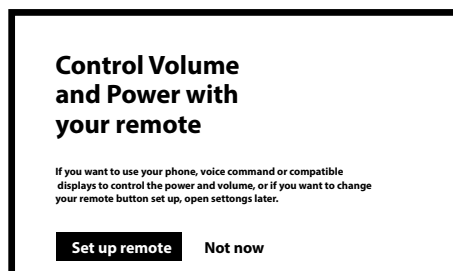 Control Volume
and Power with
your remote
If you want to use your phone, voice command or compatible
displays to control the power and volume, or if you want to change
your remote button set up, open settongs later.
Set up remote Not now